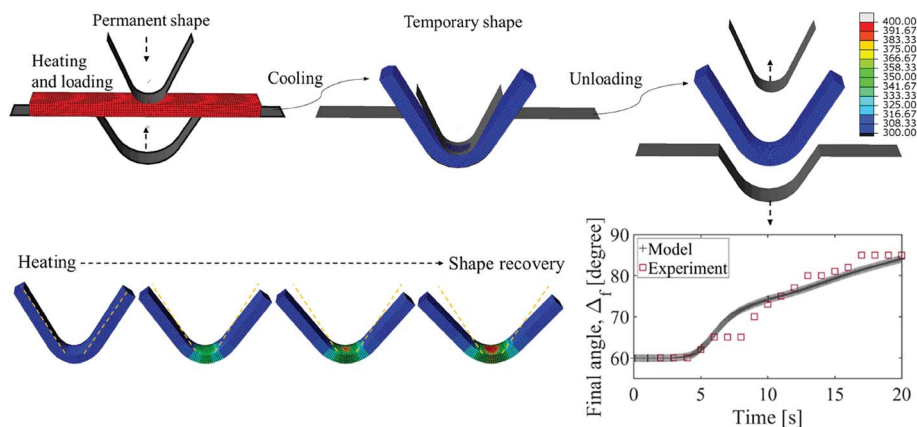 Permanent shape
Temporary shape
Heating
and loading
Cooling
Unloading
400.00
391.67
383.33
375.00
366.67
358.33
350.00
341.67
333.33
325.00
316.67
308.33
300.00
Heating
Shape recovery
90
80
70
60
Final angle, Δf [degree]
Model
Experiment
0
5
10
15
20
Time [s]